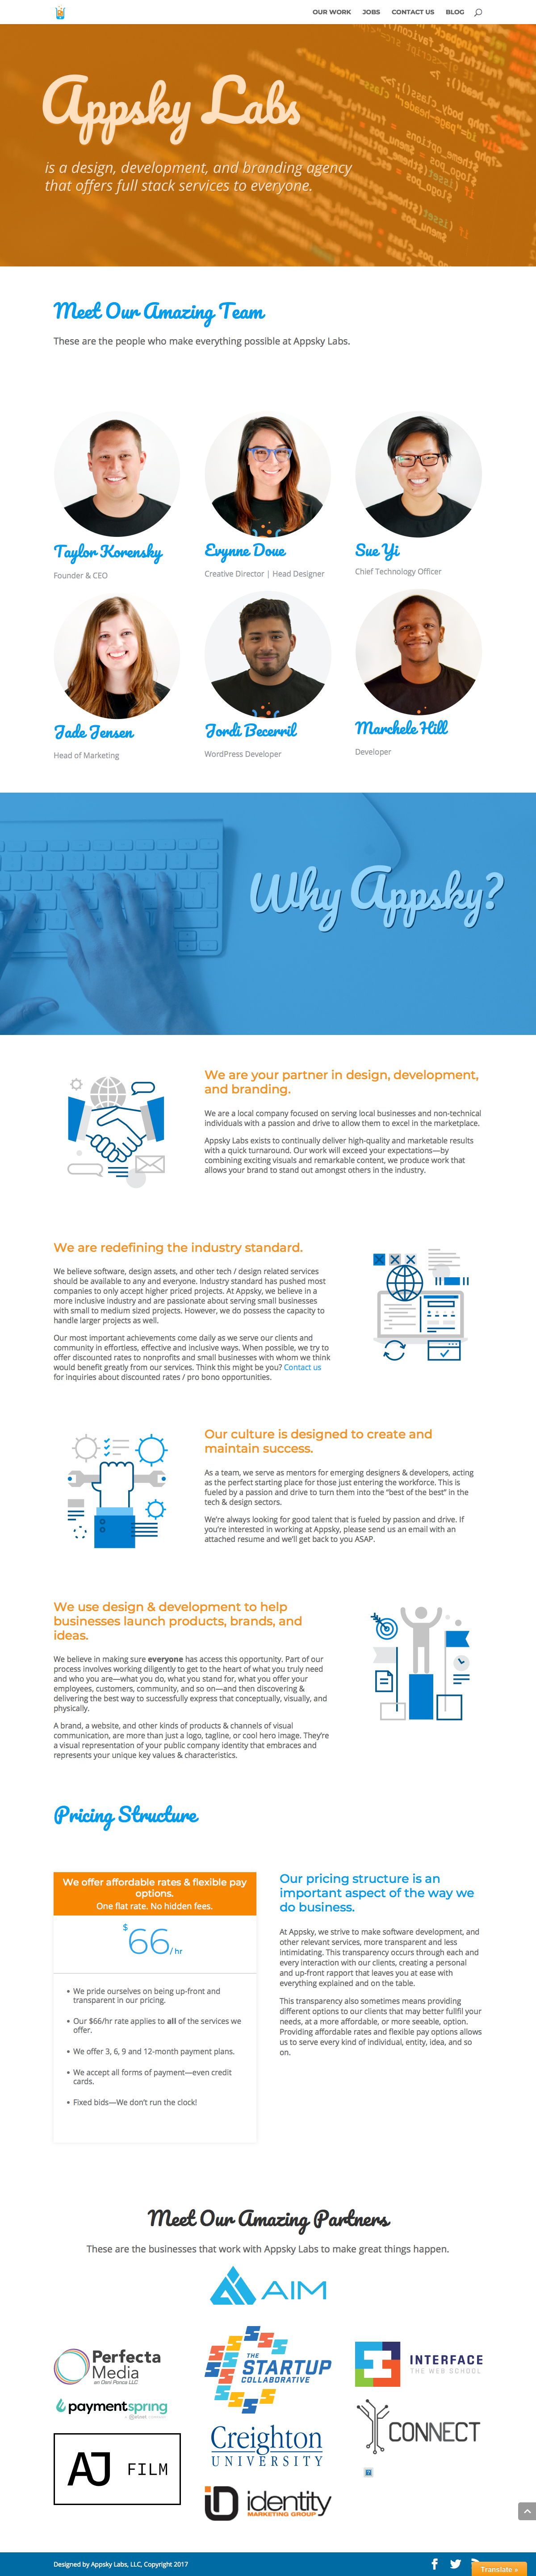 OUR WORK JOBS CONTACT US BLOG
Appsky Labs
is a design, development, and branding agency
that offers full stack services to everyone.
Meet Our Amazing Team
These are the people who make everything possible at Appsky Labs.
Taylor Korensky
Founder & CEO
Evynne Doue
Creative Director | Head Designer
Sue Yi
Chief Technology Officer
Jade Jensen
Head of Marketing
Jordi Becerril
WordPress Developer
Marchele Hill
Developer
Why Appsky?
We are your partner in design, development,
and branding.
We are a local company focused on serving local businesses and non-technical
individuals with a passion and drive to allow them to excel in the marketplace.
Appsky Labs exists to continually deliver high-quality and marketable results
with a quick turnaround. Our work will exceed your expectations—by
combining exciting visuals and remarkable content, we produce work that
allows your brand to stand out amongst others in the industry.
We are redefining the industry standard.
We believe software, design assets, and other tech / design related services
should be available to any and everyone. Industry standard has pushed most
companies to only accept higher priced projects. At Appsky, we believe in a
more inclusive industry and are passionate about serving small businesses
with small to medium sized projects. However, we do possess the capacity to
handle larger projects as well.
Our most important achievements come daily as we serve our clients and
community in effortless, effective and inclusive ways. When possible, we try to
offer discounted rates to nonprofits and small businesses with whom we think
would benefit greatly from our services. Think this might be you? Contact us
for inquiries about discounted rates / pro bono opportunities.
Our culture is designed to create and
maintain success.
As a team, we serve as mentors for emerging designers & developers, acting
as the perfect starting place for those just entering the workforce. This is
fueled by a passion and drive to turn them into the “best of the best” in the
tech & design sectors.
We’re always looking for good talent that is fueled by passion and drive. If
you’re interested in working at Appsky, please send us an email with an
attached resume and we’ll get back to you ASAP.
We use design & development to help
businesses launch products, brands, and
ideas.
We believe in making sure everyone has access this opportunity. Part of our
process involves working diligently to get to the heart of what you truly need
and who you are—what you do, what you stand for, what you offer your
employees, customers, community, and so on—and then discovering &
delivering the best way to successfully express that conceptually, visually, and
physically.
A brand, a website, and other kinds of products & channels of visual
communication, are more than just a logo, tagline, or cool hero image. They’re
a visual representation of your public company identity that embraces and
represents your unique key values & characteristics.
Pricing Structure
We offer affordable rates & flexible pay
options.
One flat rate. No hidden fees.
$66/ hr
• We pride ourselves on being up-front and
transparent in our pricing.
• Our $66/hr rate applies to all of the services we
offer.
• We offer 3, 6, 9 and 12-month payment plans.
• We accept all forms of payment—even credit
cards.
• Fixed bids—We don’t run the clock!
Our pricing structure is an
important aspect of the way we
do business.
At Appsky, we strive to make software development, and
other relevant services, more transparent and less
intimidating. This transparency occurs through each and
every interaction with our clients, creating a personal
and up-front rapport that leaves you at ease with
everything explained and on the table.
This transparency also sometimes means providing
different options to our clients that may better fulfil your
needs, at a more affordable, or more seeable, option.
Providing affordable rates and flexible pay options allows
us to serve every kind of individual, entity, idea, and so
on.
Meet Our Amazing Partners
These are the businesses that work with Appsky Labs to make great things happen.
AIM
Perfecta
Media
an Dani Ponce LLC
THE
STARTUP
COLLABORATIVE
INTERFACE
THE WEB SCHOOL
paymentspring
Creighton
UNIVERSITY
CONNECT
AJ FILM
iD identity
MARKETING GROUP
Designed by Appsky Labs, LLC, Copyright 2017
Translate »